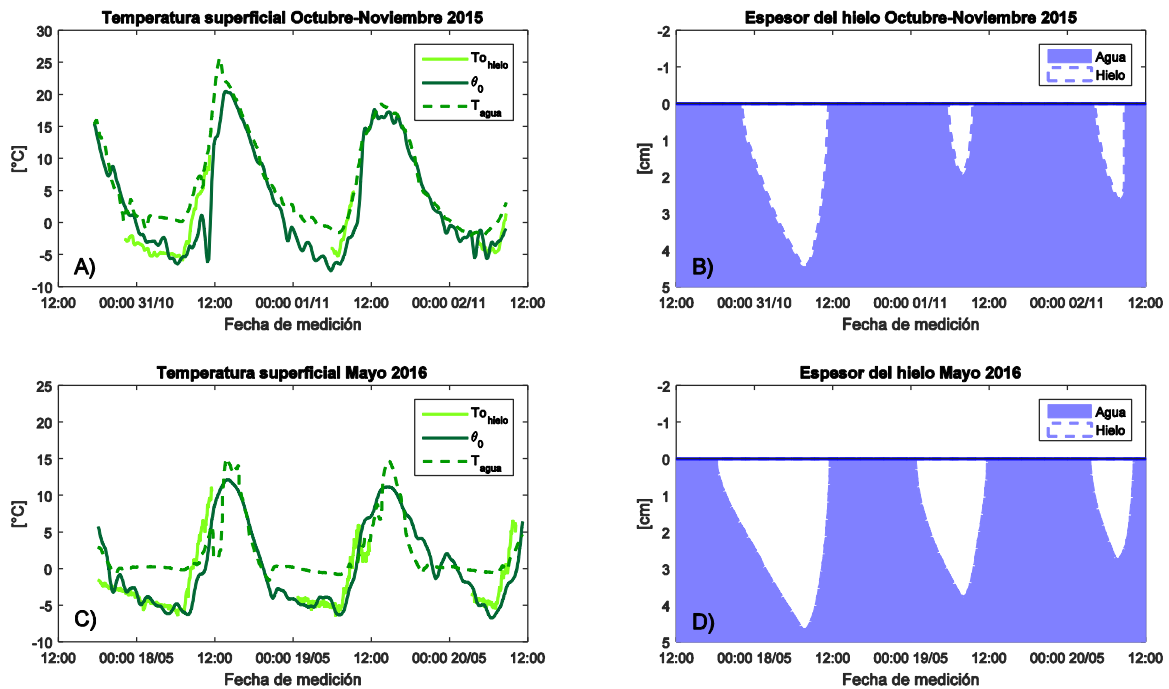 Temperatura superficial Octubre-Noviembre 2015
30
25
20
15
10
5
0
-5
-10
[°C]
To hielo
θ0
T agua
A)
12:00 00:00 31/10 12:00 00:00 01/11 12:00 00:00 02/11 12:00
Fecha de medición
Espesor del hielo Octubre-Noviembre 2015
-2
-1
0
1
2
3
4
5
[cm]
Agua
Hielo
B)
12:00 00:00 31/10 12:00 00:00 01/11 12:00 00:00 02/11 12:00
Fecha de medición
Temperatura superficial Mayo 2016
25
20
15
10
5
0
-5
-10
[°C]
To hielo
θ0
T agua
C)
12:00 00:00 18/05 12:00 00:00 19/05 12:00 00:00 20/05 12:00
Fecha de medición
Espesor del hielo Mayo 2016
-2
-1
0
1
2
3
4
5
[cm]
Agua
Hielo
D)
12:00 00:00 18/05 12:00 00:00 19/05 12:00 00:00 20/05 12:00
Fecha de medición